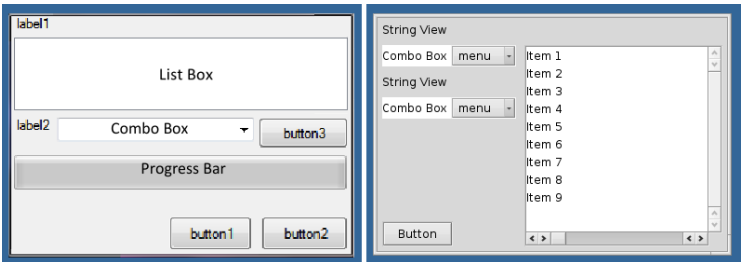 label1
List Box
label2 Combo Box button3
Progress Bar
button1 button2
String View
Combo Box menu
String View
Combo Box menu
Button
Item 1
Item 2
Item 3
Item 4
Item 5
Item 6
Item 7
Item 8
Item 9